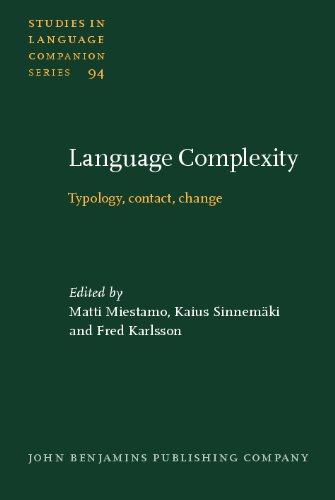 STUDIES IN
LANGUAGE
COMPANION
SERIES 94
Language Complexity
Typology, contact, change
Edited by
Matti Miestamo, Kaius Sinnemäki
and Fred Karlsson
JOHN BENJAMINS PUBLISHING COMPANY